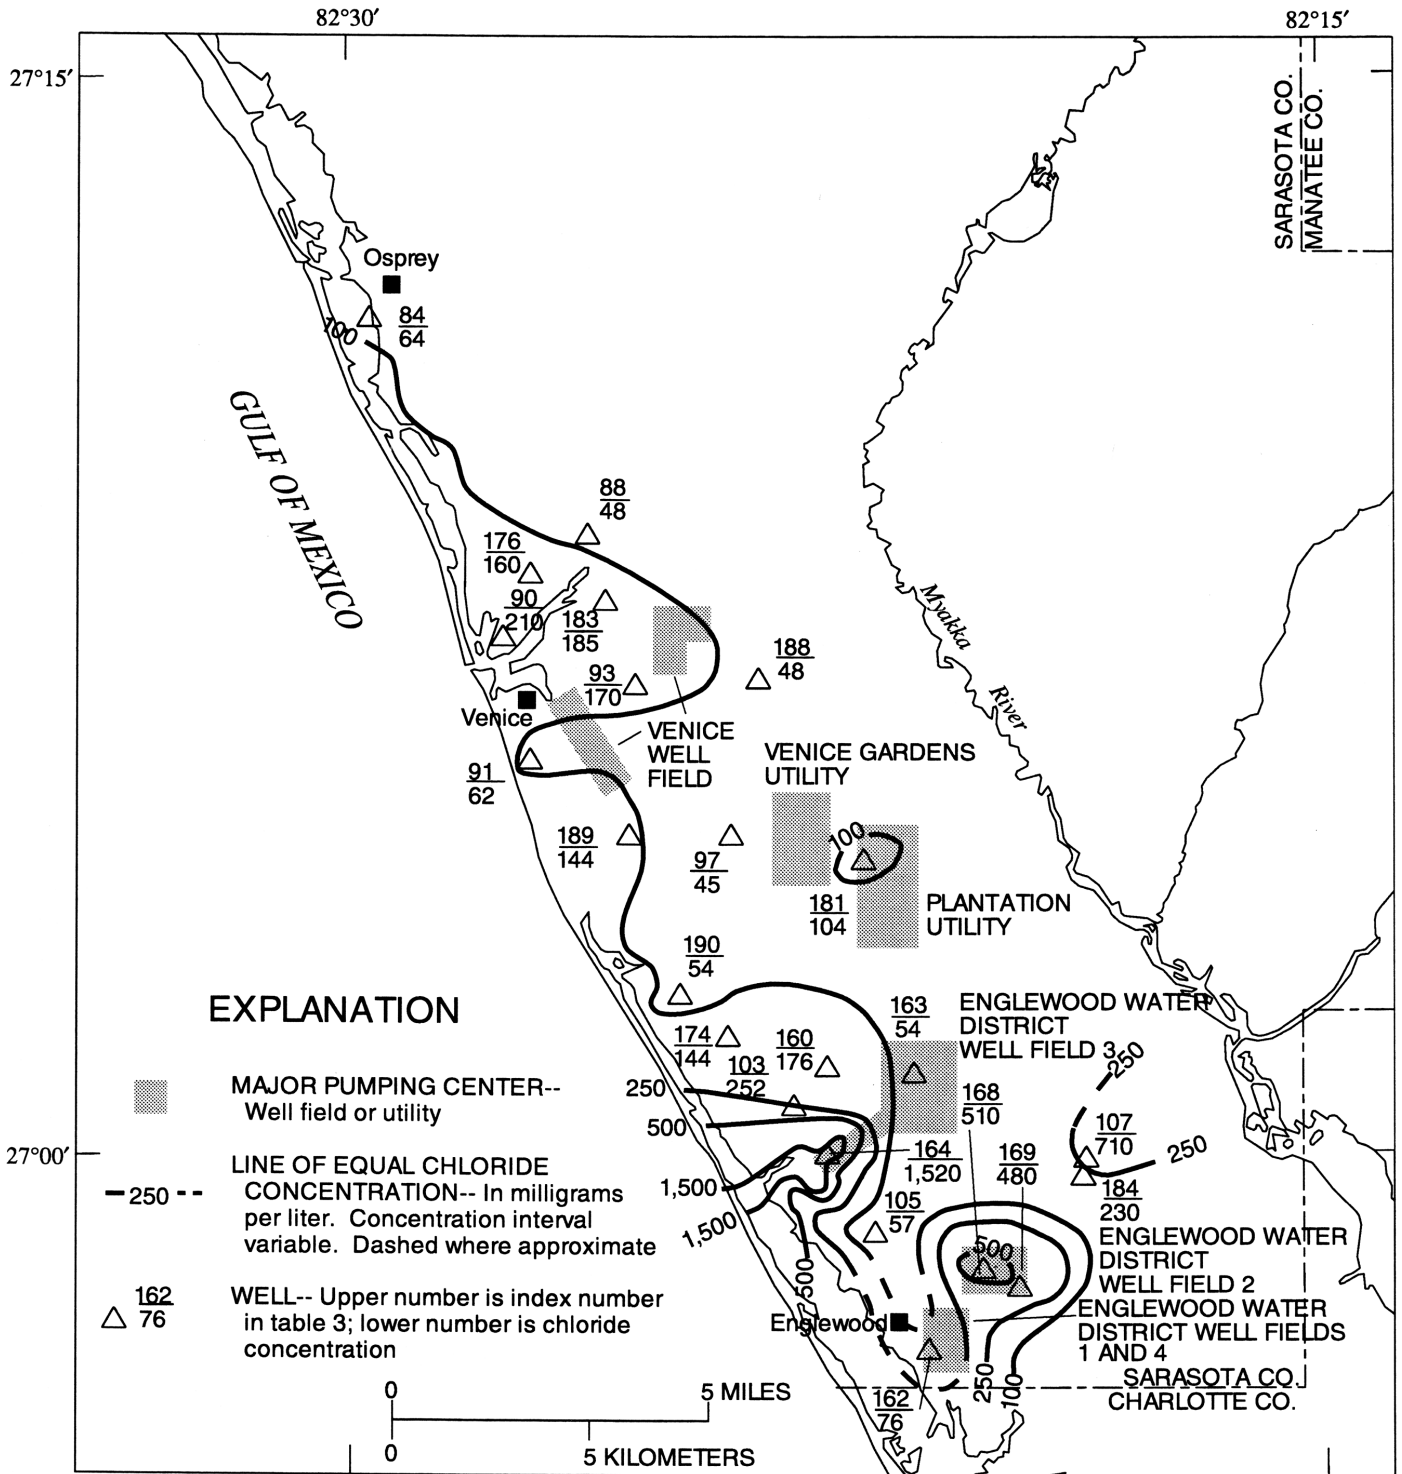 82°30′
82°15′
27°15′
SARASOTA CO.
MANATEE CO.
Osprey
84
64
100
GULF OF MEXICO
88
48
176
160
90
210
183
185
Myakka
River
188
48
93
170
Venice
VENICE
WELL
FIELD
VENICE GARDENS
UTILITY
91
62
189
144
97
45
100
181
104
PLANTATION
UTILITY
190
54
EXPLANATION
163
54
ENGLEWOOD WATER
DISTRICT
WELL FIELD 3
174
144
160
176
103
252
250
250
MAJOR PUMPING CENTER--
Well field or utility
168
510
500
107
710
27°00′
164
1,520
169
480
250
LINE OF EQUAL CHLORIDE
CONCENTRATION-- In milligrams
per liter. Concentration interval
variable. Dashed where approximate
250
1,500
1,500
184
230
105
57
ENGLEWOOD WATER
DISTRICT
WELL FIELD 2
500
500
162
76
WELL-- Upper number is index number
in table 3; lower number is chloride
concentration
Englewood
ENGLEWOOD WATER
DISTRICT WELL FIELDS
1 AND 4
250
100
SARASOTA CO.
CHARLOTTE CO.
162
76
0
5 MILES
0
5 KILOMETERS